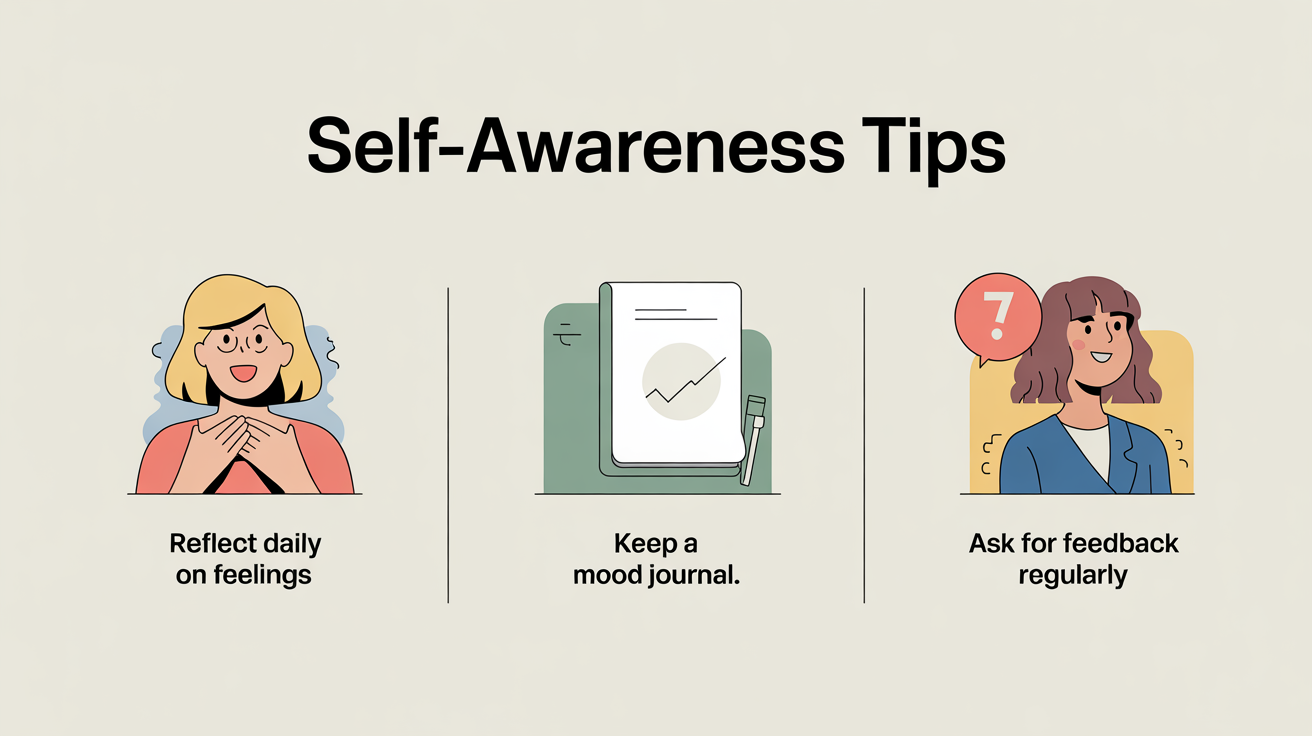 Self-Awareness Tips
?
Reflect daily
on feelings
Keep a
mood journal.
Ask for feedback
regularly